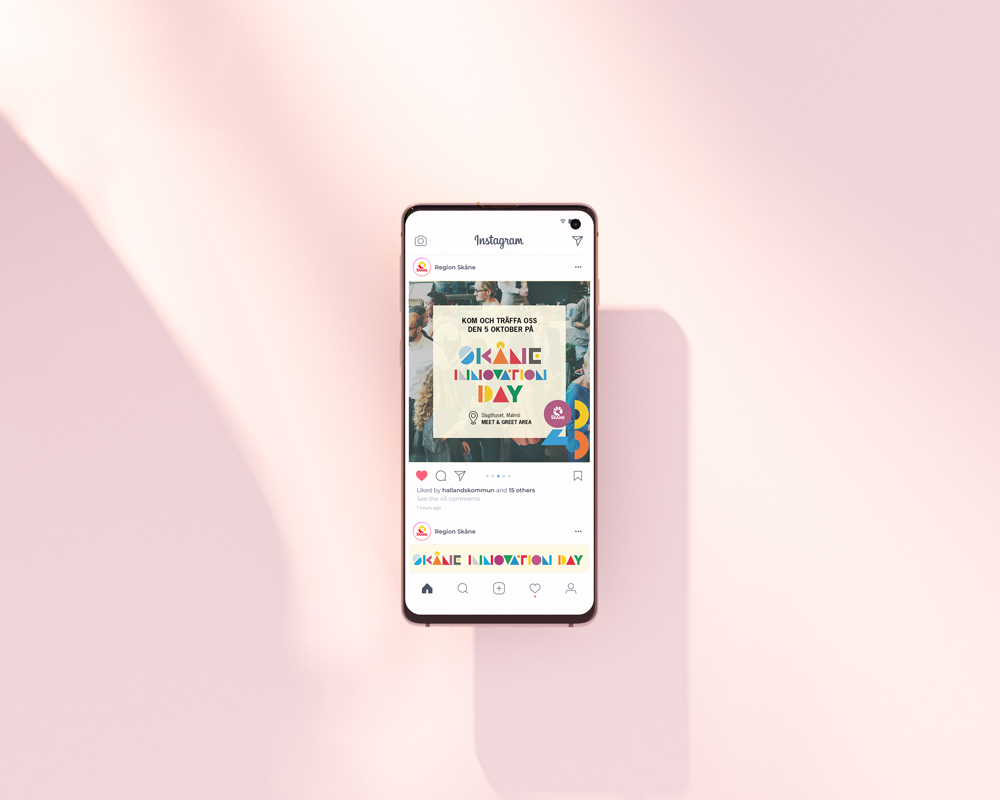 Instagram
Region Skåne
KOM OCH TRÄFFA OSS
DEN 5 OKTOBER PÅ
SKÅNE
INNOVATION
DAY
Slagthuset, Malmö
MEET & GREET AREA
SKÅNE
Liked by hallandskommun and 15 others
See the 45 comments
7 hours ago
Region Skåne
SKÅNE INNOVATION DAY